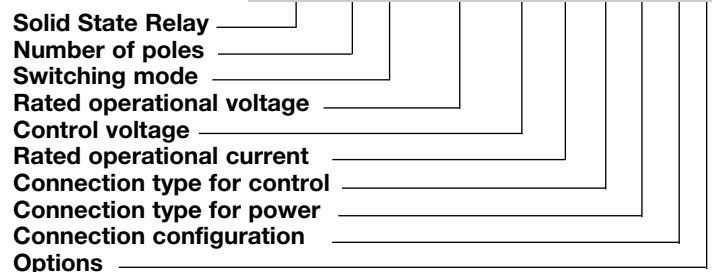 Solid State Relay
Number of poles
Switching mode
Rated operational voltage
Control voltage
Rated operational current
Connection type for control
Connection type for power
Connection configuration
Options